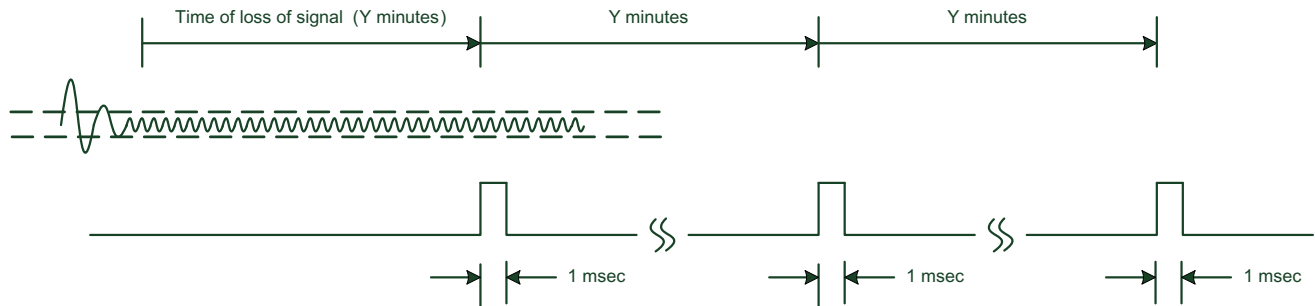 Time of loss of signal (Y minutes)
Y minutes
Y minutes
1 msec
1 msec
1 msec